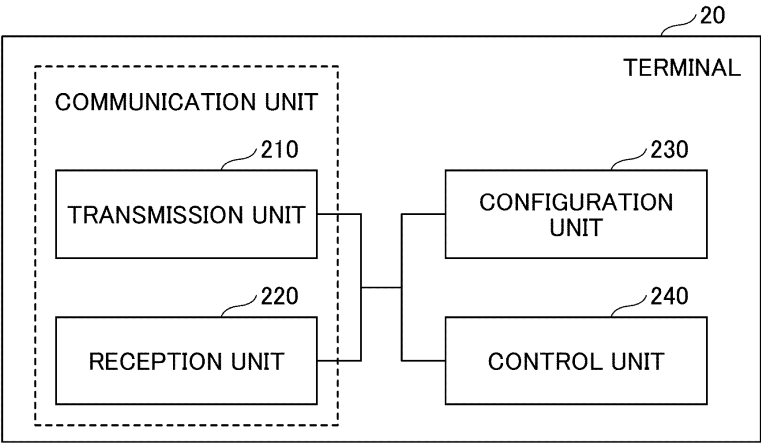 20
TERMINAL
COMMUNICATION UNIT
210
TRANSMISSION UNIT
220
RECEPTION UNIT
230
CONFIGURATION
UNIT
240
CONTROL UNIT